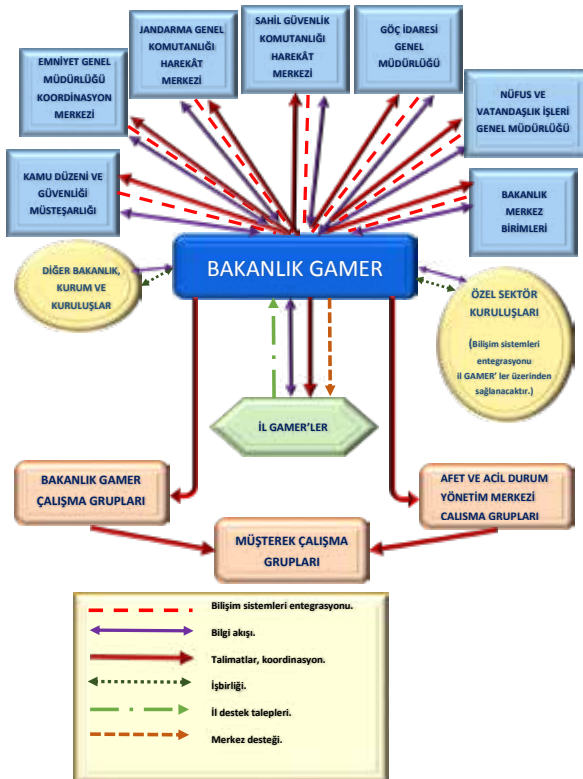 SAHİL GÜVENLİK
KOMUTANLIĞI
HAREKÂT
MERKEZİ
JANDARMA GENEL
KOMUTANLIĞI
HAREKÂT
MERKEZİ
GÖÇ İDARESİ
GENEL
MÜDÜRLÜĞÜ
EMNİYET GENEL
MÜDÜRLÜĞÜ
KOORDİNASYON
MERKEZİ
NÜFUS VE
VATANDAŞLIK İŞLERİ
GENEL MÜDÜRLÜĞÜ
KAMU DÜZENİ VE
GÜVENLİĞİ
MÜSTEŞARLIĞI
BAKANLIK
MERKEZ
BİRİMLERİ
BAKANLIK GAMER
DİĞER BAKANLIK,
KURUM VE
KURULUŞLAR
ÖZEL SEKTÖR
KURULUŞLARI
(Bilişim sistemleri
entegrasyonu
il GAMER' ler üzerinden
sağlanacaktır.)
İL GAMER'LER
BAKANLIK GAMER
ÇALIŞMA GRUPLARI
AFET VE ACİL DURUM
YÖNETİM MERKEZİ
CALISMA GRUPLARI
MÜŞTEREK ÇALIŞMA
GRUPLARI
Bilişim sistemleri entegrasyonu.
Bilgi akışı.
Talimatlar, koordinasyon.
İşbirliği.
İl destek talepleri.
Merkez desteği.